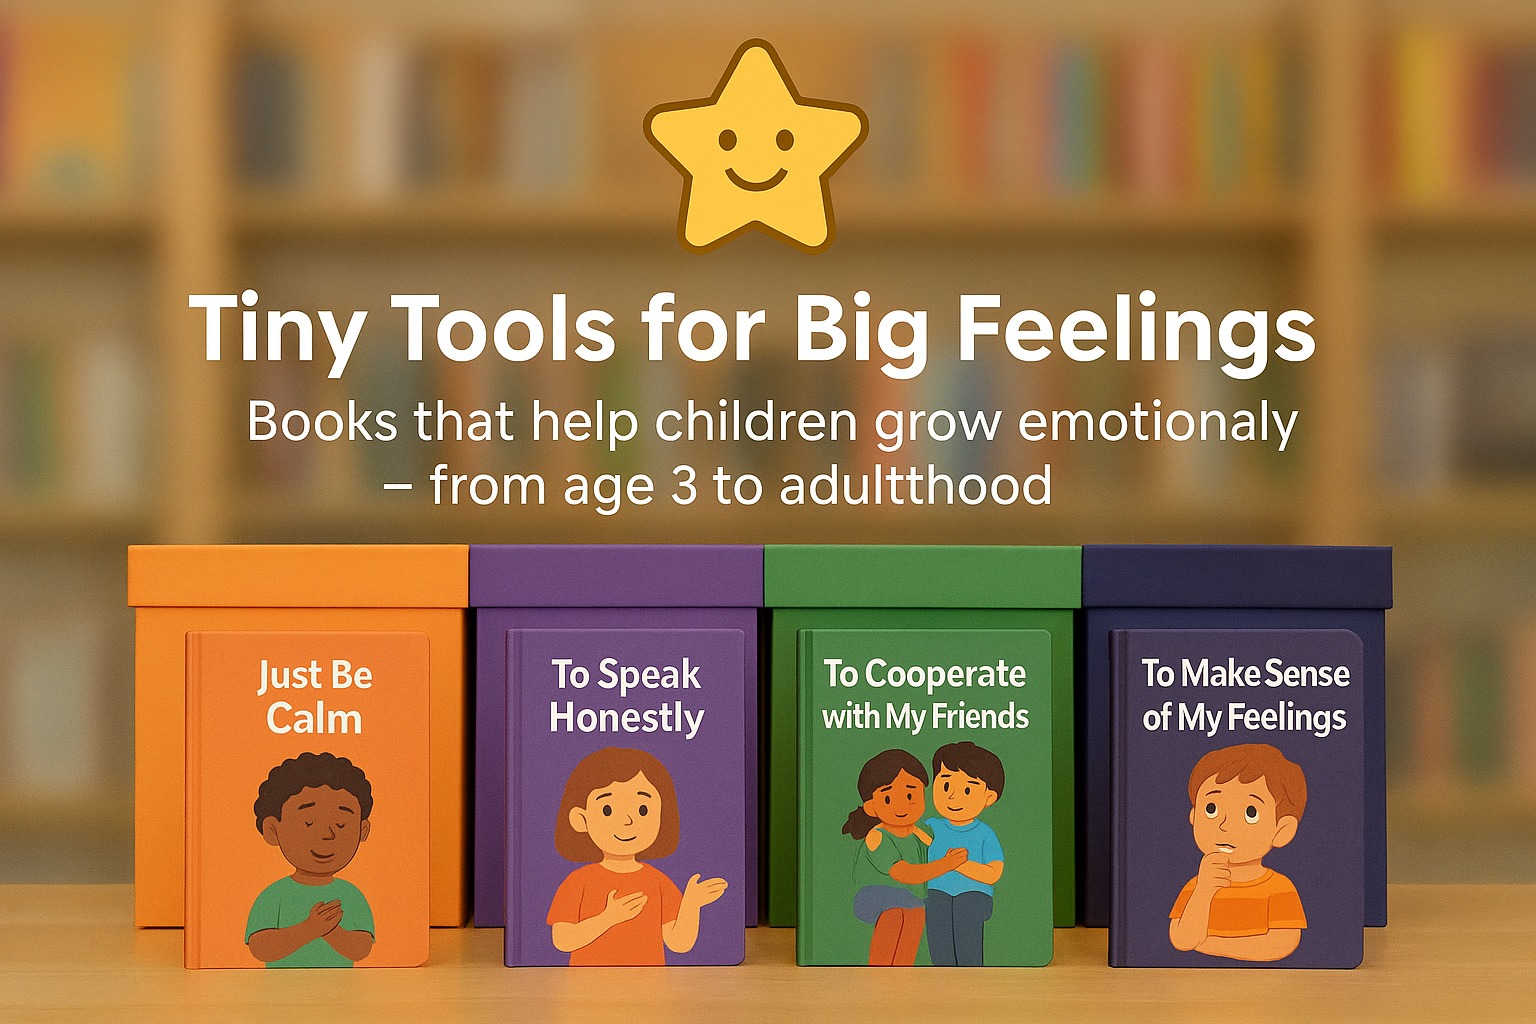 Tiny Tools for Big Feelings
Books that help children grow emotionaly
– from age 3 to adultthood
Just Be
Calm
To Speak
Honestly
To Cooperate
with My Friends
To Make Sense
of My Feelings